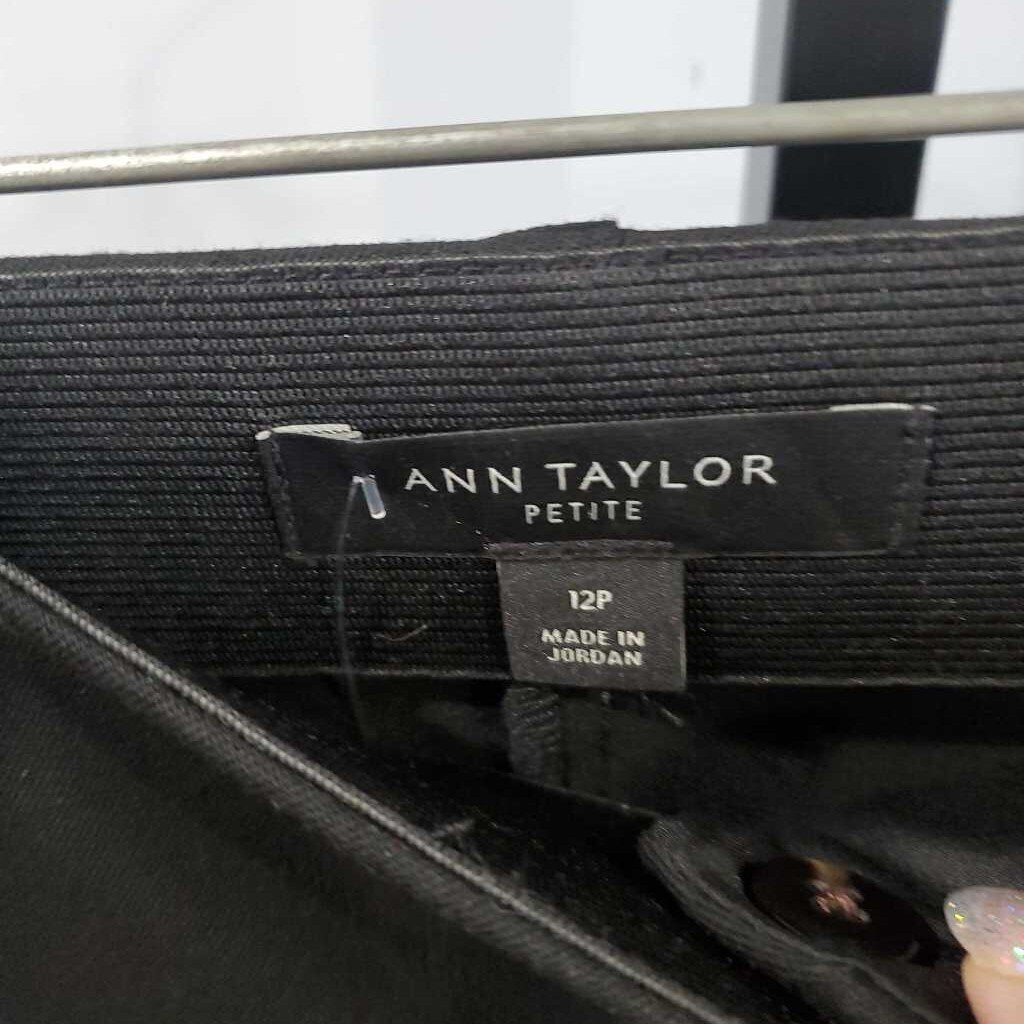 ANN TAYLOR
PETITE
12P
MADE IN
JORDAN